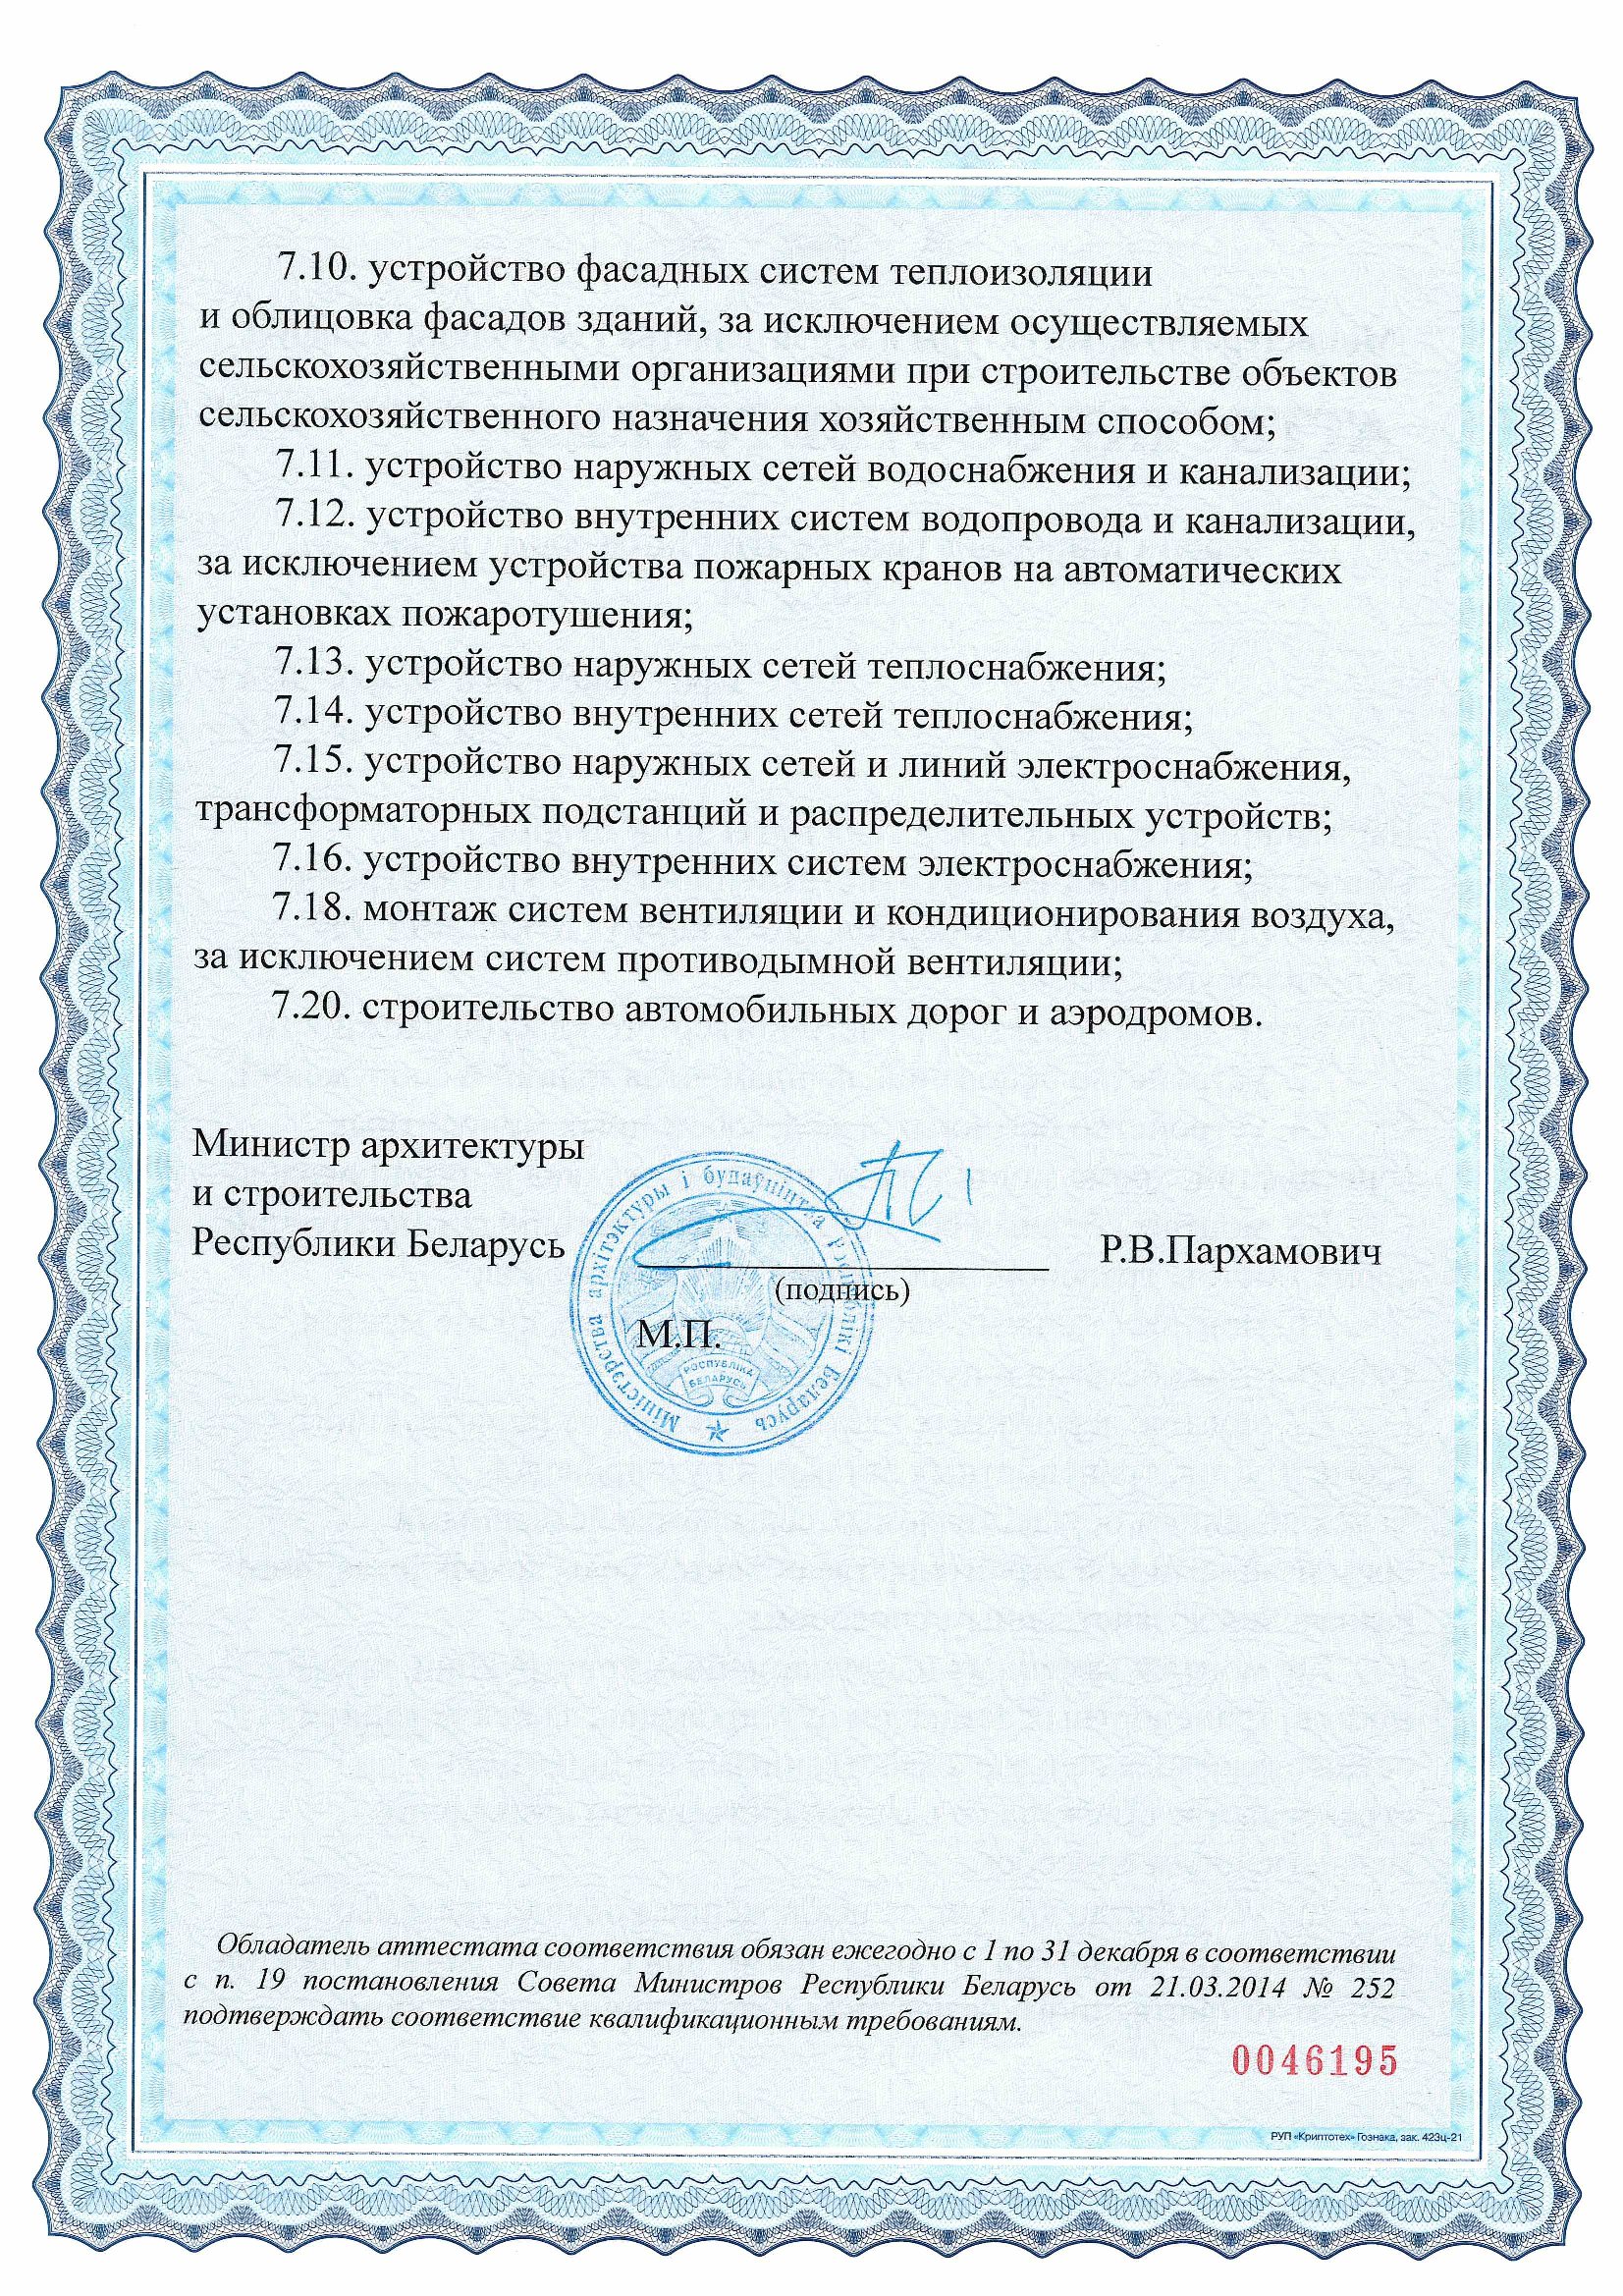 7.10. устройство фасадных систем теплоизоляции
и облицовка фасадов зданий, за исключением осуществляемых
сельскохозяйственными организациями при строительстве объектов
сельскохозяйственного назначения хозяйственным способом;
7.11. устройство наружных сетей водоснабжения и канализации;
7.12. устройство внутренних систем водопровода и канализации,
за исключением устройства пожарных кранов на автоматических
установках пожаротушения;
7.13. устройство наружных сетей теплоснабжения;
7.14. устройство внутренних сетей теплоснабжения;
7.15. устройство наружных сетей и линий электроснабжения,
трансформаторных подстанций и распределительных устройств;
7.16. устройство внутренних систем электроснабжения;
7.18. монтаж систем вентиляции и кондиционирования воздуха,
за исключением систем противодымной вентиляции;
7.20. строительство автомобильных дорог и аэродромов.
Министр архитектуры
и строительства
Республики Беларусь
Р.В.Пархамович
(подпись)
М.П.
Міністэрства архітэктуры і будаўніцтва Рэспублікі Беларусь
РЭСПУБЛІКА
БЕЛАРУСЬ
Обладатель аттестата соответствия обязан ежегодно с 1 по 31 декабря в соответствии
с п. 19 постановления Совета Министров Республики Беларусь от 21.03.2014 № 252
подтверждать соответствие квалификационным требованиям.
0046195
РУП «Криптотех» Гознака, зак. 423ц-21